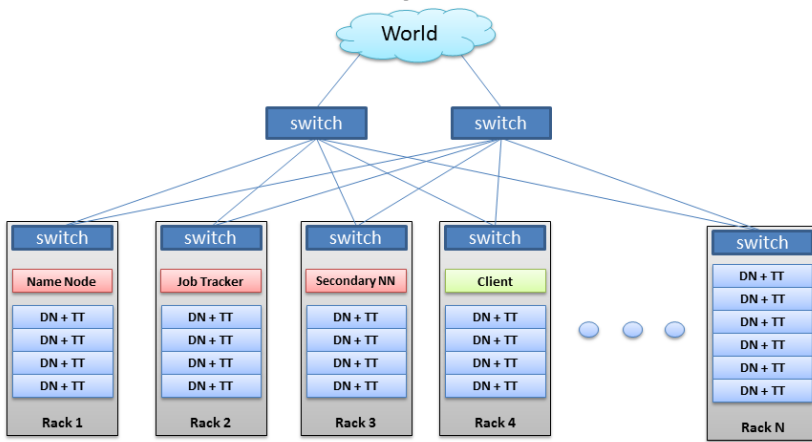 World
switch
switch
switch
Name Node
DN + TT
DN + TT
DN + TT
DN + TT
Rack 1
switch
Job Tracker
DN + TT
DN + TT
DN + TT
DN + TT
Rack 2
switch
Secondary NN
DN + TT
DN + TT
DN + TT
DN + TT
Rack 3
switch
Client
DN + TT
DN + TT
DN + TT
DN + TT
Rack 4
switch
DN + TT
DN + TT
DN + TT
DN + TT
DN + TT
DN + TT
Rack N